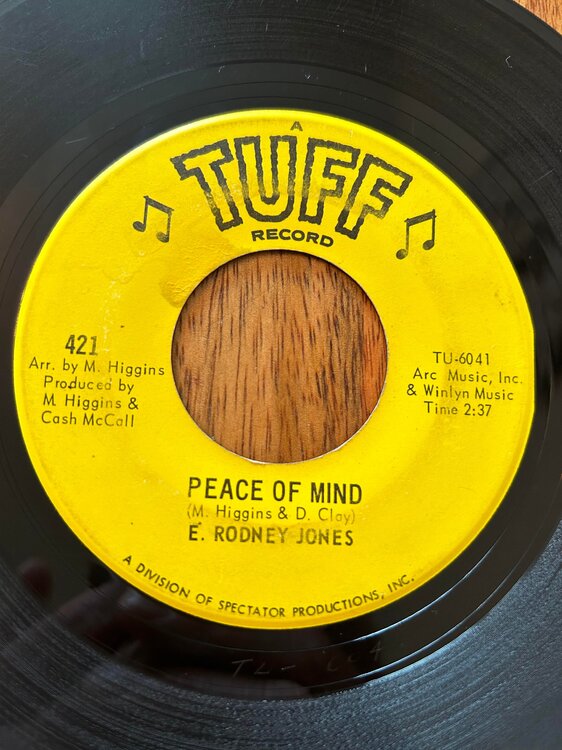 A
TUFF
RECORD
421
Arr. by M. Higgins
Produced by
M Higgins &
Cash McCall
TU-6041
Arc Music, Inc.
& Winlyn Music
Time 2:37
PEACE OF MIND
(M. Higgins & D. Clay)
E. RODNEY JONES
A DIVISION OF SPECTATOR PRODUCTIONS, INC.